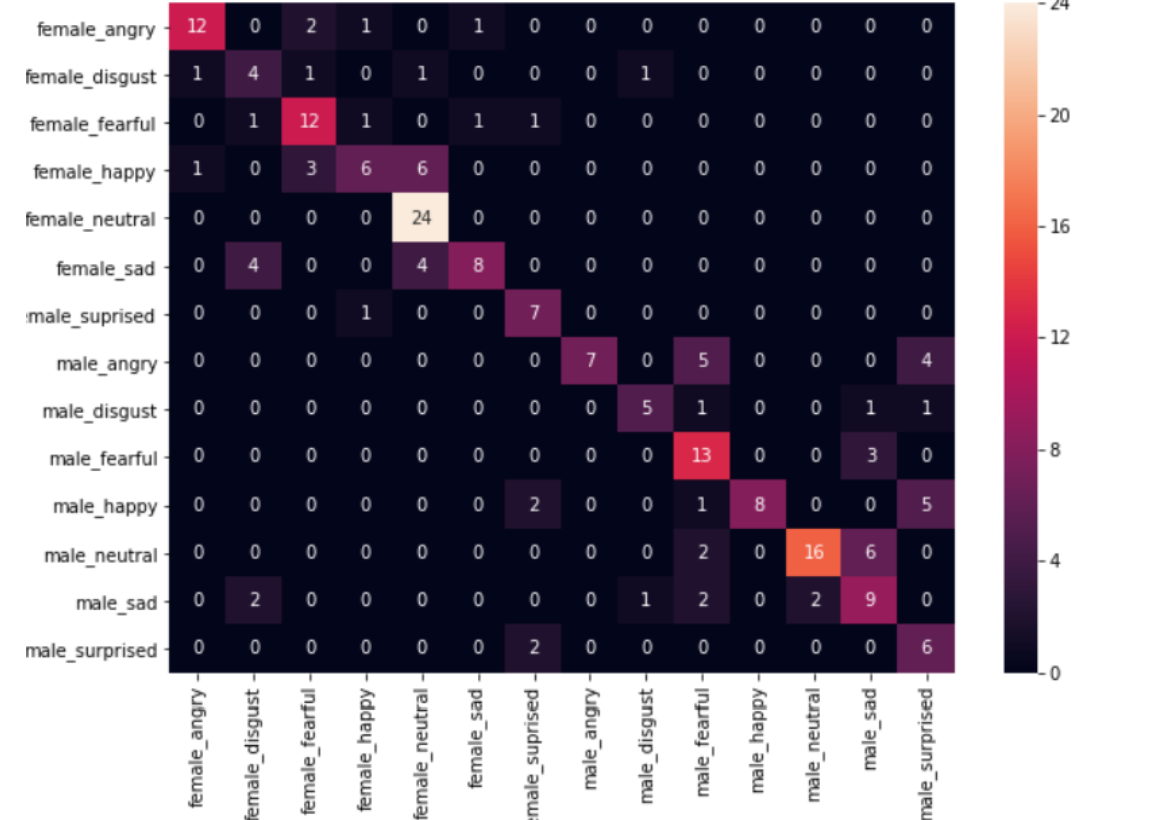 female_angry 12 0 2 1 0 1 0 0 0 0 0 0 0 0
female_disgust 1 4 1 0 1 0 0 0 1 0 0 0 0 0
female_fearful 0 1 12 1 0 1 1 0 0 0 0 0 0 0
female_happy 1 0 3 6 6 0 0 0 0 0 0 0 0 0
female_neutral 0 0 0 0 24 0 0 0 0 0 0 0 0 0
female_sad 0 4 0 0 4 8 0 0 0 0 0 0 0 0
male_suprised 0 0 0 1 0 0 7 0 0 0 0 0 0 0
male_angry 0 0 0 0 0 0 0 7 0 5 0 0 0 4
male_disgust 0 0 0 0 0 0 0 0 5 1 0 0 1 1
male_fearful 0 0 0 0 0 0 0 0 0 13 0 0 3 0
male_happy 0 0 0 0 0 0 2 0 0 1 8 0 0 5
male_neutral 0 0 0 0 0 0 0 0 0 2 0 16 6 0
male_sad 0 2 0 0 0 0 0 0 1 2 0 2 9 0
male_surprised 0 0 0 0 0 0 2 0 0 0 0 0 0 6
female_angry
female_disgust
female_fearful
female_happy
female_neutral
female_sad
emale_suprised
male_angry
male_disgust
male_fearful
male_happy
male_neutral
male_sad
male_surprised
24
20
16
12
8
4
0